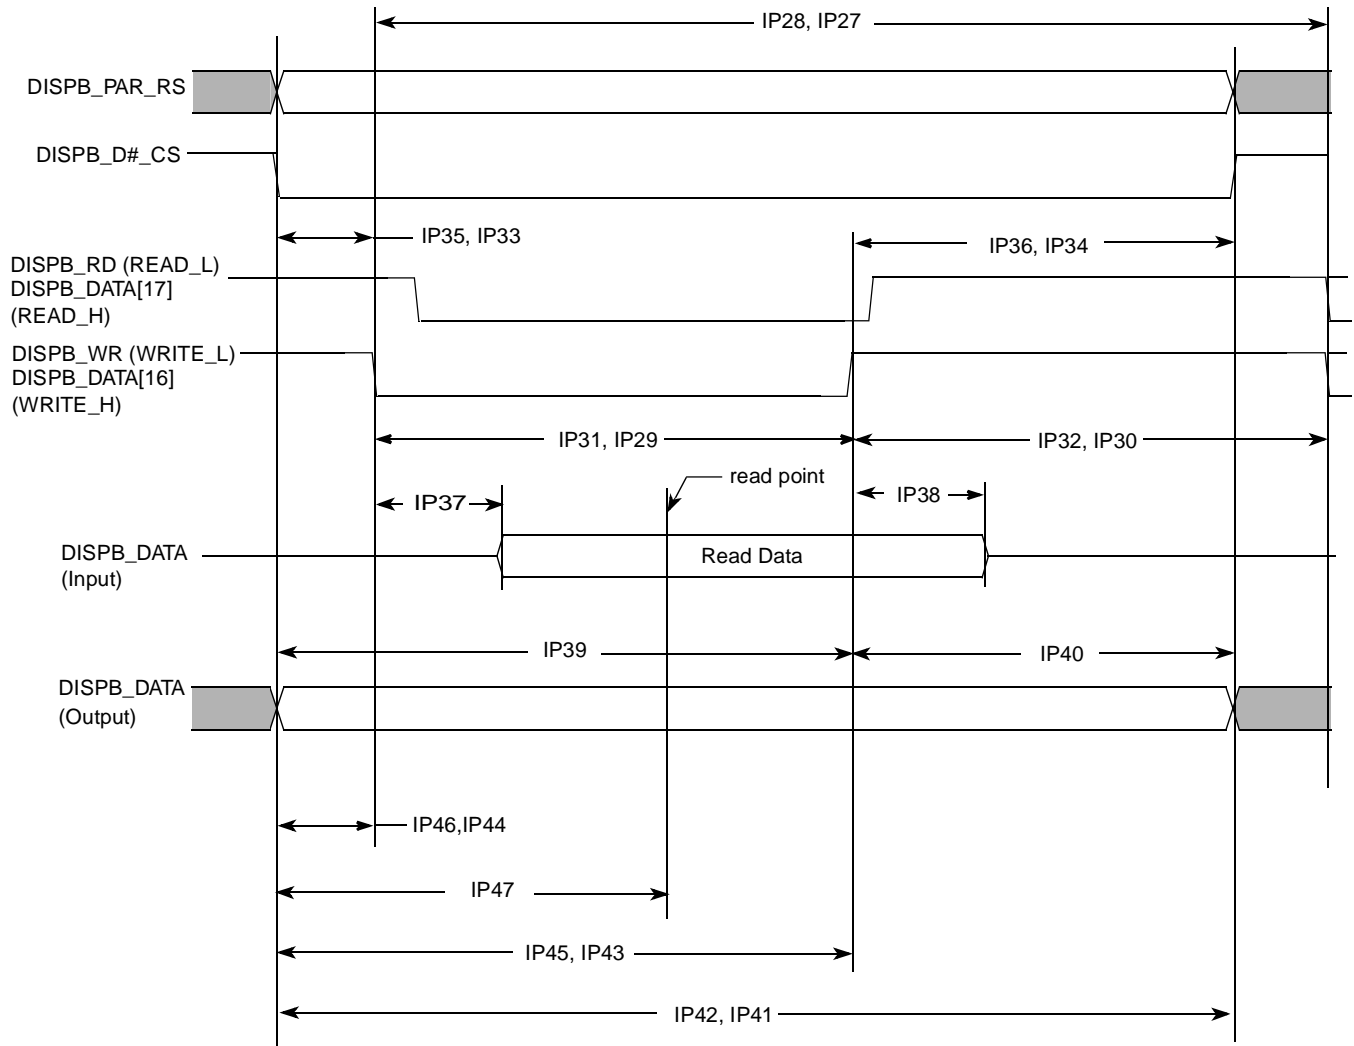 IP28, IP27
DISPB_PAR_RS
DISPB_D#_CS
IP35, IP33
IP36, IP34
DISPB_RD (READ_L)
DISPB_DATA[17]
(READ_H)
DISPB_WR (WRITE_L)
DISPB_DATA[16]
(WRITE_H)
IP31, IP29
IP32, IP30
read point
IP37
IP38
DISPB_DATA
(Input)
Read Data
IP39
IP40
DISPB_DATA
(Output)
IP46,IP44
IP47
IP45, IP43
IP42, IP41